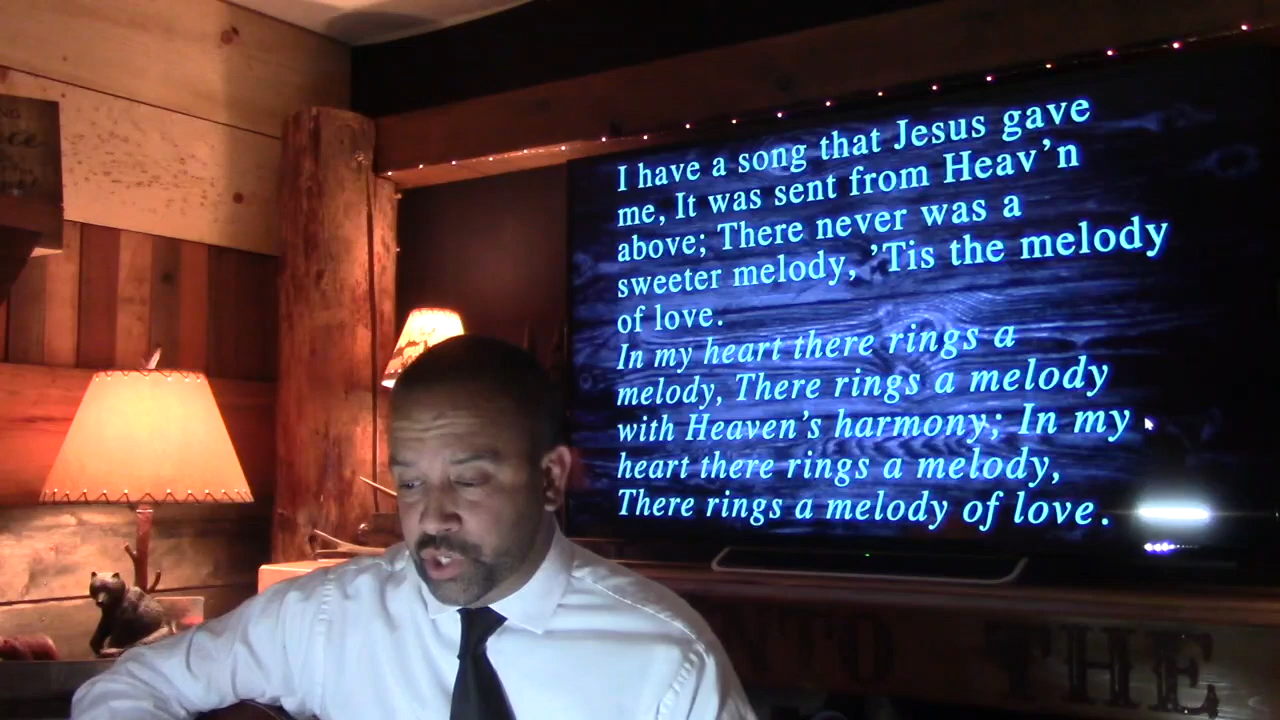 I have a song that Jesus gave
me, It was sent from Heav’n
above; There never was a
sweeter melody, ’Tis the melody
of love.
In my heart there rings a
melody, There rings a melody
with Heaven’s harmony; In my
heart there rings a melody,
There rings a melody of love.
INTO THE